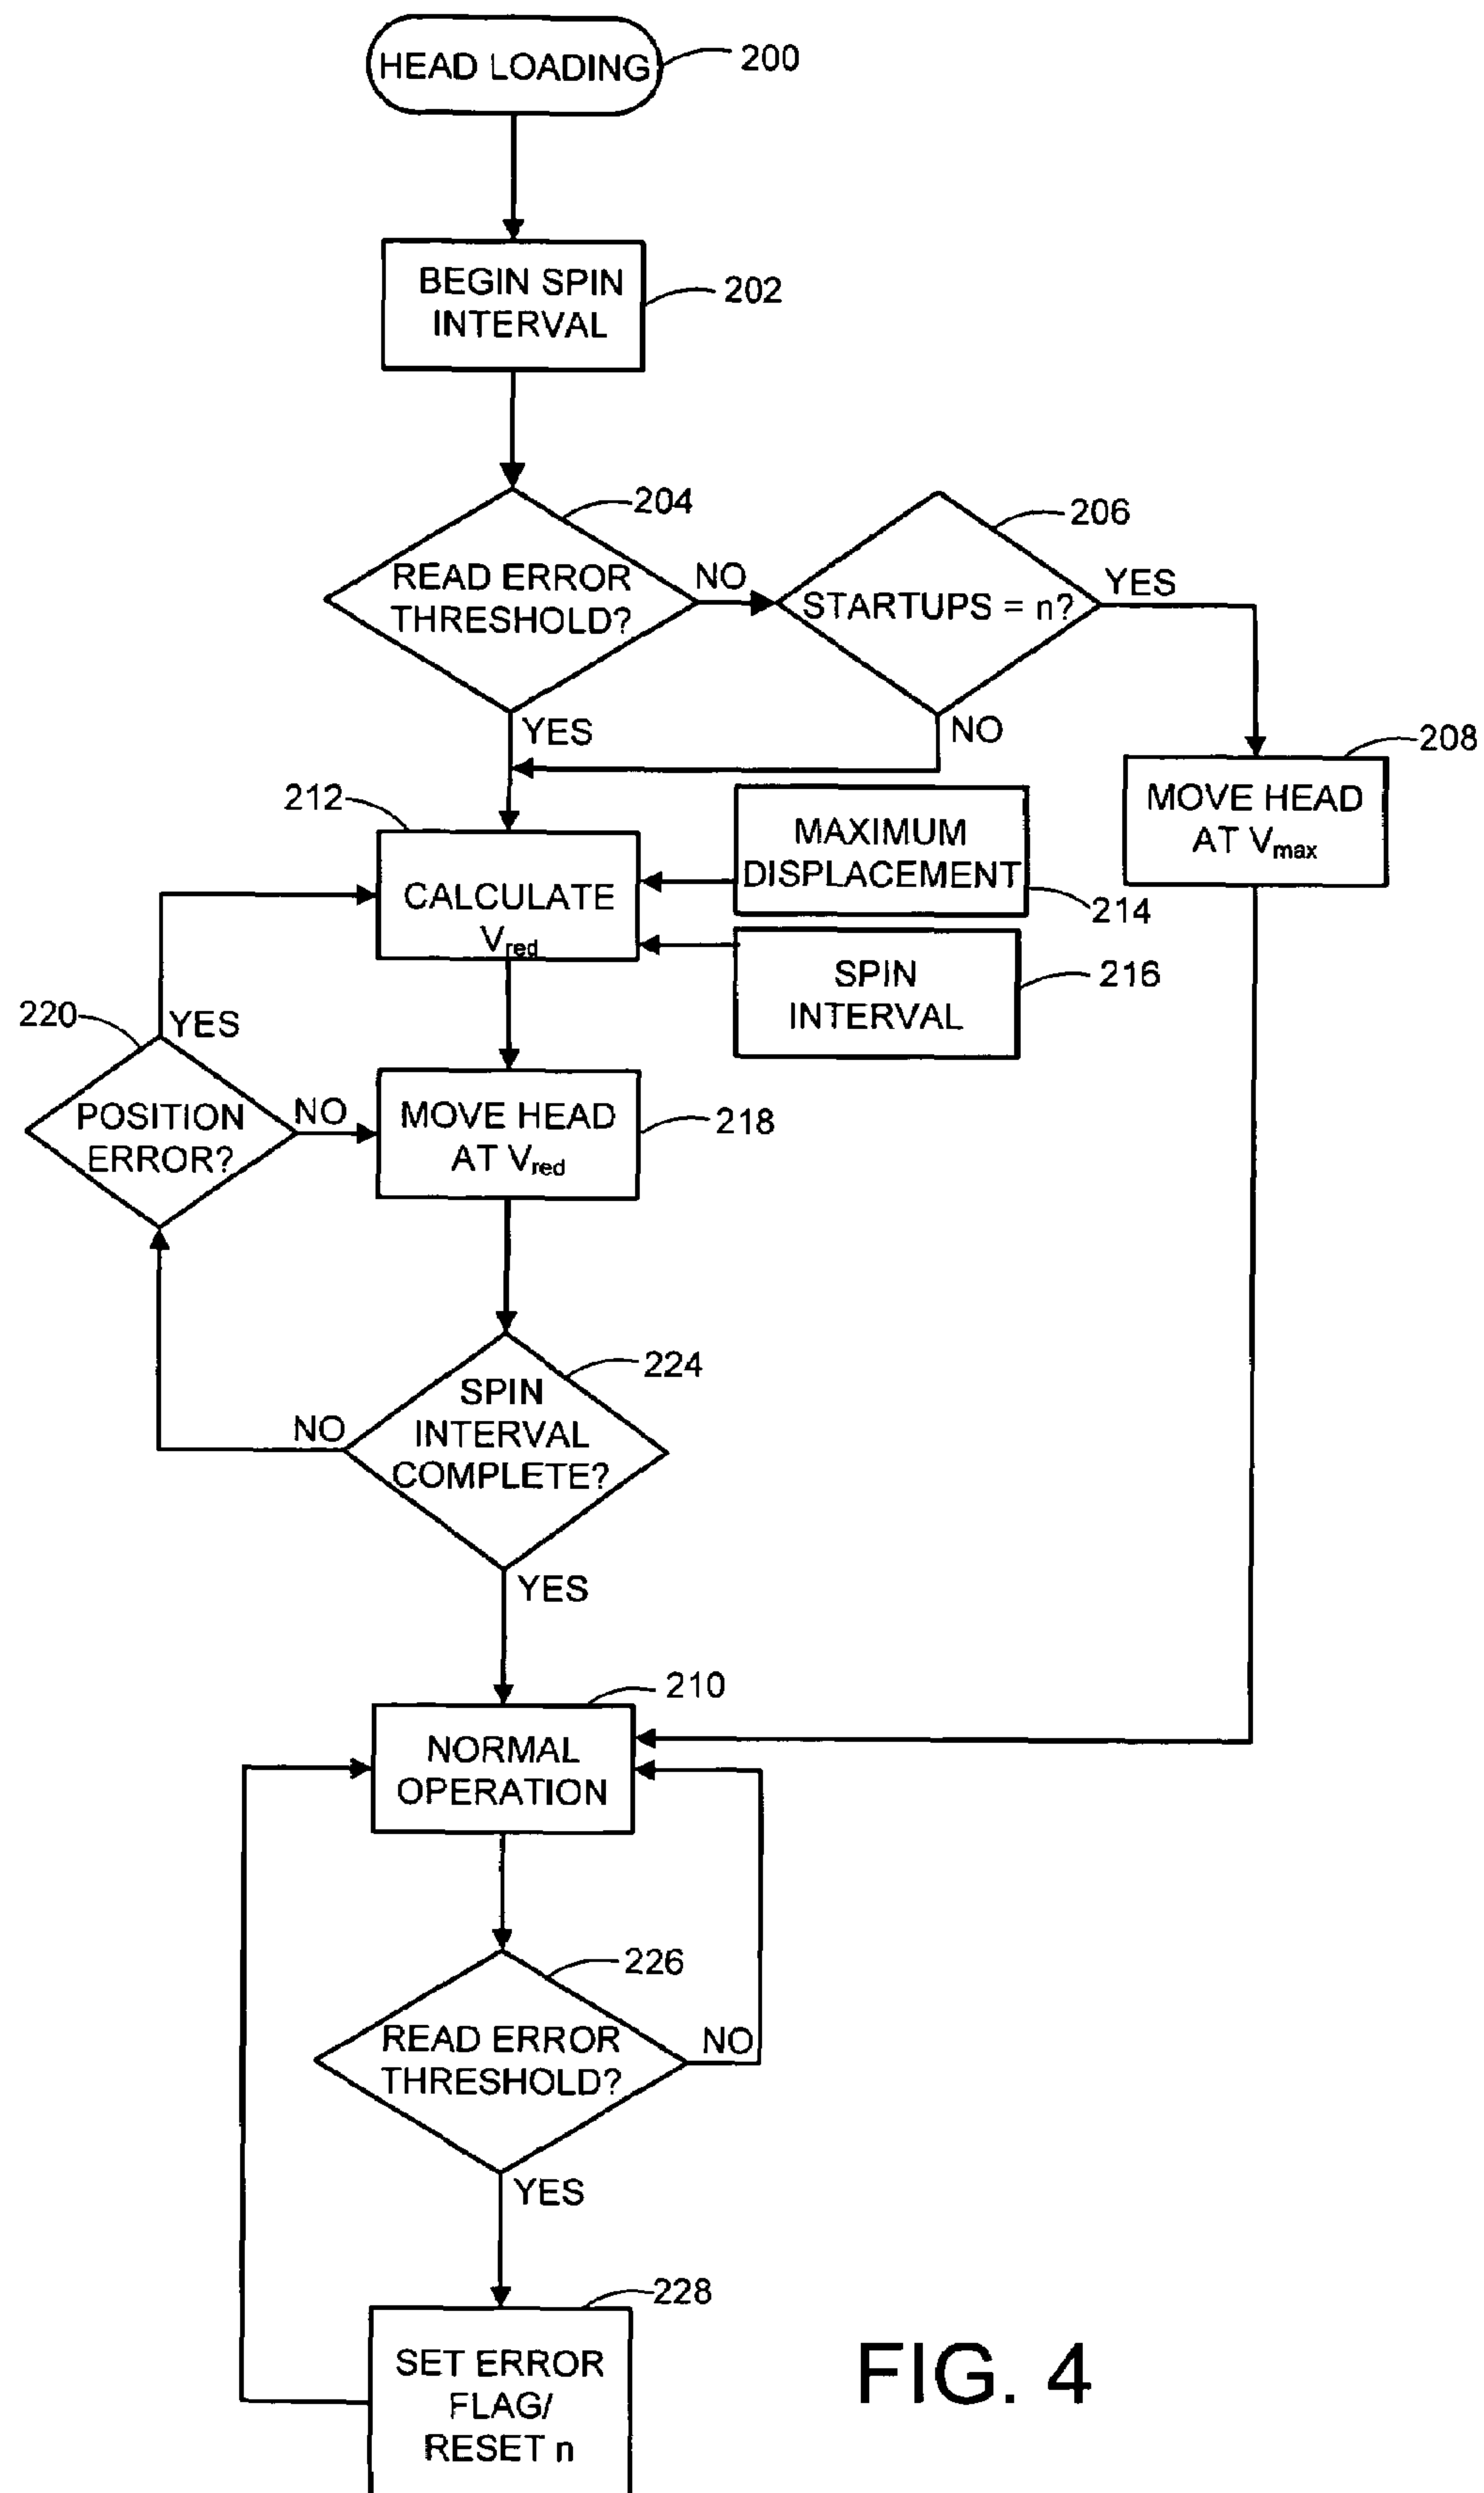 HEAD LOADING
200
BEGIN SPIN
INTERVAL
202
204
READ ERROR
THRESHOLD?
NO
206
STARTUPS = n?
YES
YES
NO
208
MOVE HEAD
AT Vmax
212
CALCULATE
Vred
MAXIMUM
DISPLACEMENT
214
SPIN
INTERVAL
216
220
YES
POSITION
ERROR?
NO
MOVE HEAD
AT Vred
218
224
SPIN
INTERVAL
COMPLETE?
NO
YES
210
NORMAL
OPERATION
226
READ ERROR
THRESHOLD?
NO
YES
228
SET ERROR
FLAG/
RESET n
FIG. 4